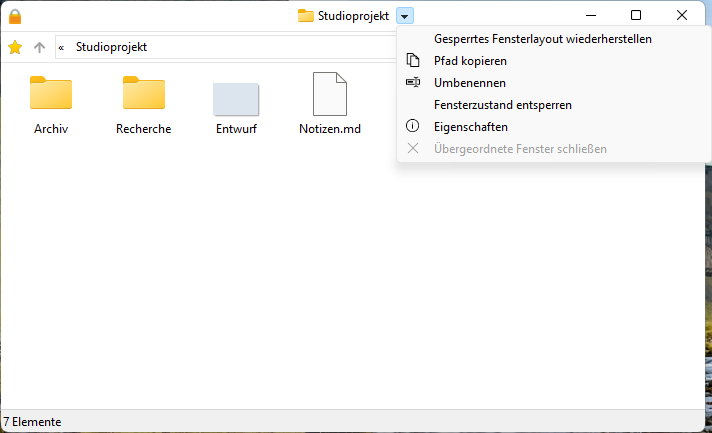 Studioprojekt
« Studioprojekt
Gesperrtes Fensterlayout wiederherstellen
Pfad kopieren
Umbenennen
Fensterzustand entsperren
Eigenschaften
Übergeordnete Fenster schließen
Archiv
Recherche
Entwurf
Notizen.md
7 Elemente